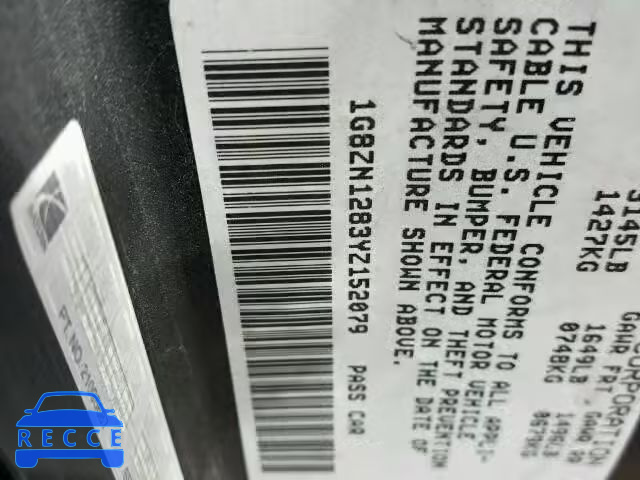 CORPORATION
GAWR FRT GAWR RR
3145LB 1649LB 1496LB
1427KG 0748KG 0679KG
THIS VEHICLE CONFORMS TO ALL APPLI-
CABLE U.S. FEDERAL MOTOR VEHICLE
SAFETY, BUMPER, AND THEFT PREVENTION
STANDARDS IN EFFECT ON THE DATE OF
MANUFACTURE SHOWN ABOVE.
1G8ZN1283YZ152079 PASS CAR
PT NO.
RECCE